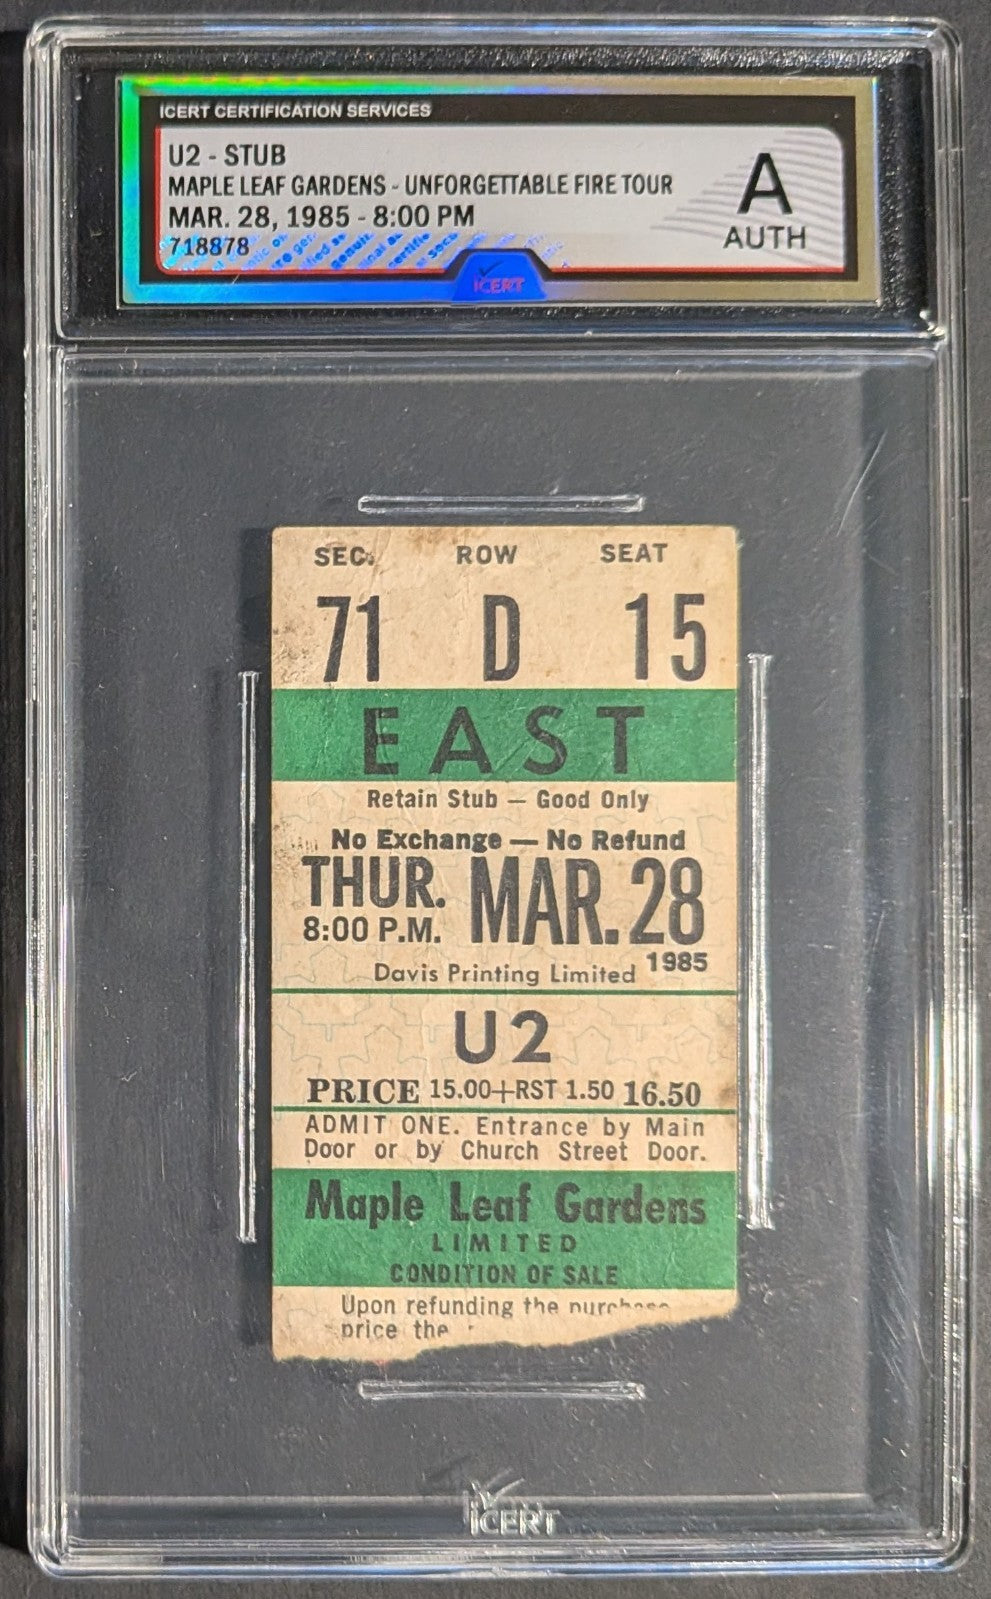 ICERT CERTIFICATION SERVICES
U2 - STUB
MAPLE LEAF GARDENS - UNFORGETTABLE FIRE TOUR
MAR. 28, 1985 - 8:00 PM
718878
A
AUTH
ICERT
SEC. ROW SEAT
71 D 15
EAST
Retain Stub — Good Only
No Exchange — No Refund
THUR. MAR. 28
8:00 P.M.
Davis Printing Limited 1985
U2
PRICE 15.00+RST 1.50 16.50
ADMIT ONE. Entrance by Main
Door or by Church Street Door.
Maple Leaf Gardens
LIMITED
CONDITION OF SALE
Upon refunding the purchase
price the
ICERT